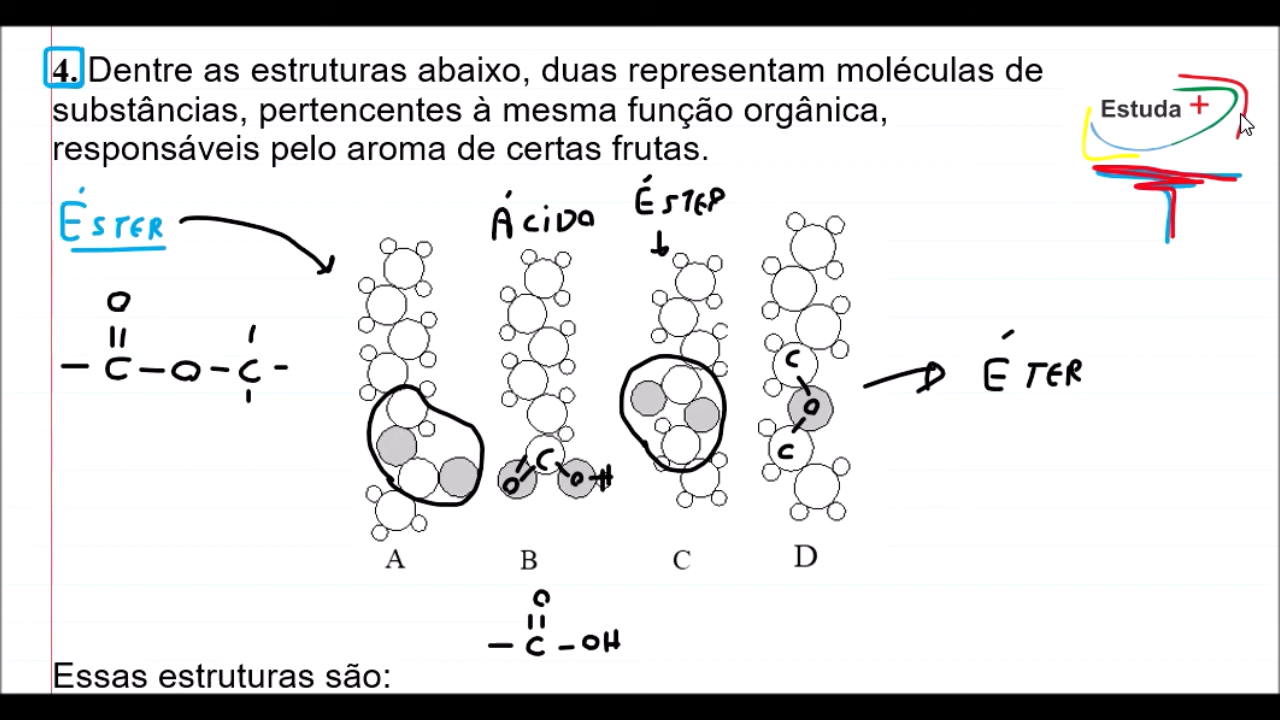 4. Dentre as estruturas abaixo, duas representam moléculas de
substâncias, pertencentes à mesma função orgânica,
responsáveis pelo aroma de certas frutas.
Estuda +
ÉSTER
ÁCIDO
ÉSTER
O
||
– C – O – C –
C
O
C
ÉTER
C
O
O-H
A
B
C
D
O
||
– C – OH
Essas estruturas são: